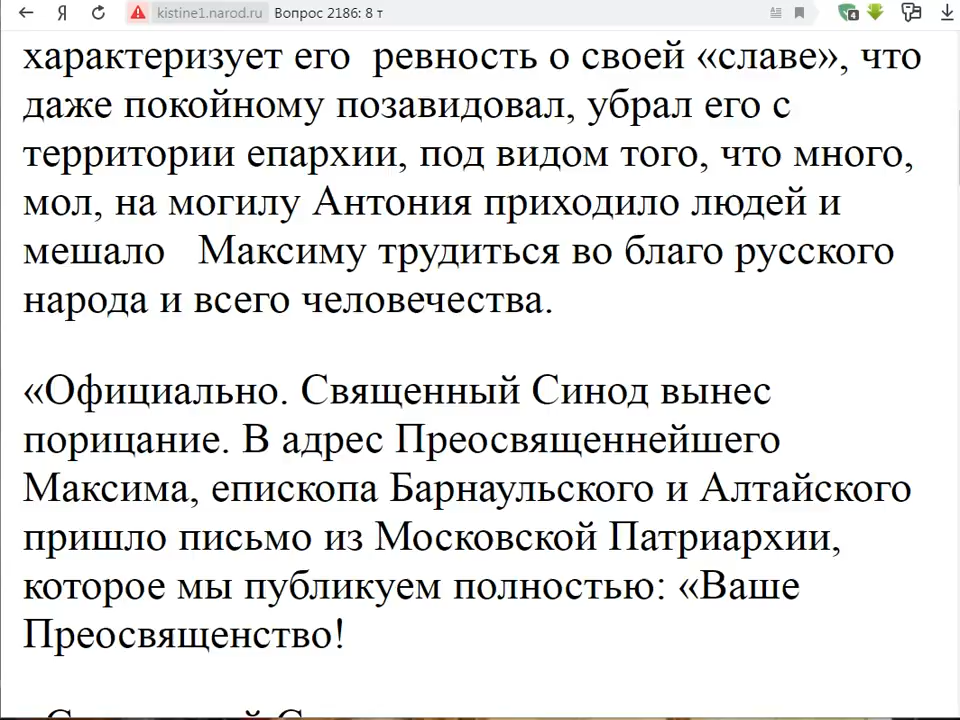 kistine1.narod.ru Вопрос 2186: 8 т
4
характеризует его ревность о своей «славе», что
даже покойному позавидовал, убрал его с
территории епархии, под видом того, что много,
мол, на могилу Антония приходило людей и
мешало Максиму трудиться во благо русского
народа и всего человечества.
«Официально. Священный Синод вынес
порицание. В адрес Преосвященнейшего
Максима, епископа Барнаульского и Алтайского
пришло письмо из Московской Патриархии,
которое мы публикуем полностью: «Ваше
Преосвященство!